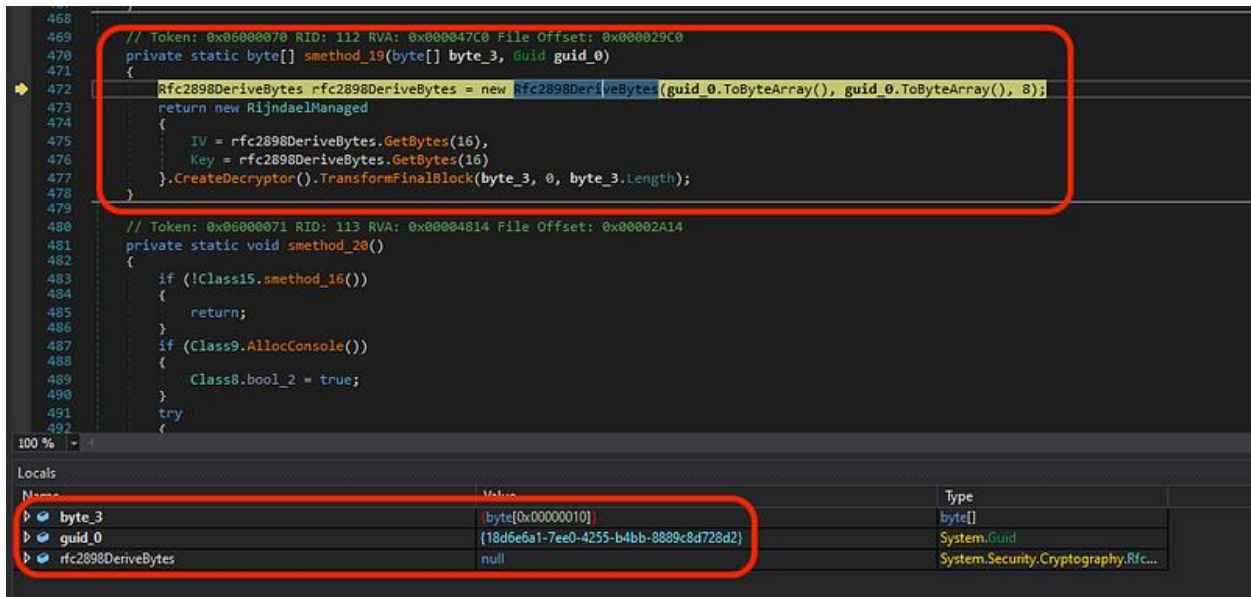 468
469 // Token: 0x06000070 RID: 112 RVA: 0x000047C0 File Offset: 0x000029C0
470 private static byte[] smethod_19(byte[] byte_3, Guid guid_0)
471 {
472 Rfc2898DeriveBytes rfc2898DeriveBytes = new Rfc2898DeriveBytes(guid_0.ToByteArray(), guid_0.ToByteArray(), 8);
473 return new RijndaelManaged
474 {
475 IV = rfc2898DeriveBytes.GetBytes(16),
476 Key = rfc2898DeriveBytes.GetBytes(16)
477 }.CreateDecryptor().TransformFinalBlock(byte_3, 0, byte_3.Length);
478 }
479
480 // Token: 0x06000071 RID: 113 RVA: 0x00004814 File Offset: 0x00002A14
481 private static void smethod_20()
482 {
483 if (!Class15.smethod_16())
484 {
485 return;
486 }
487 if (Class9.AllocConsole())
488 {
489 Class8.bool_2 = true;
490 }
491 try
492 {
100 %
Locals
Name Value Type
byte_3 {byte[0x00000010]} byte[]
guid_0 {18d6e6a1-7ee0-4255-b4bb-8889c8d728d2} System.Guid
rfc2898DeriveBytes null System.Security.Cryptography.Rfc...